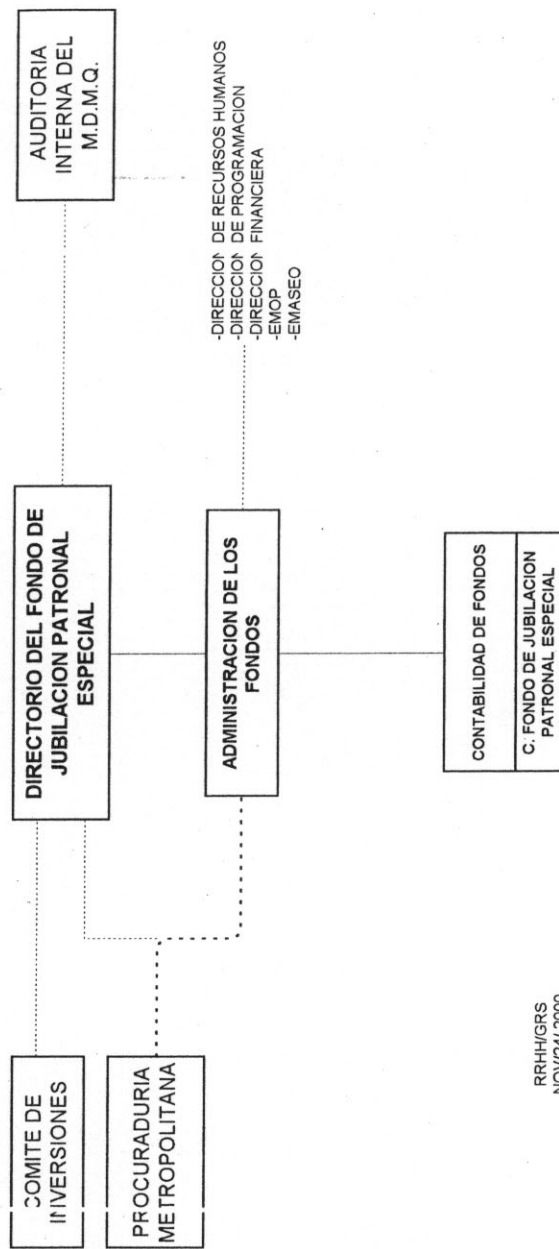 COMITE DE
INVERSIONES
PROCURADURIA
METROPOLITANA
DIRECTORIO DEL FONDO DE
JUBILACION PATRONAL
ESPECIAL
AUDITORIA
INTERNA DEL
M.D.M.Q.
ADMINISTRACION DE LOS
FONDOS
-DIRECCION DE RECURSOS HUMANOS
-DIRECCION DE PROGRAMACION
-DIRECCION FINANCIERA
-EMOP
-EMASEO
CONTABILIDAD DE FONDOS
C. FONDO DE JUBILACION
PATRONAL ESPECIAL
RRHH/GRS